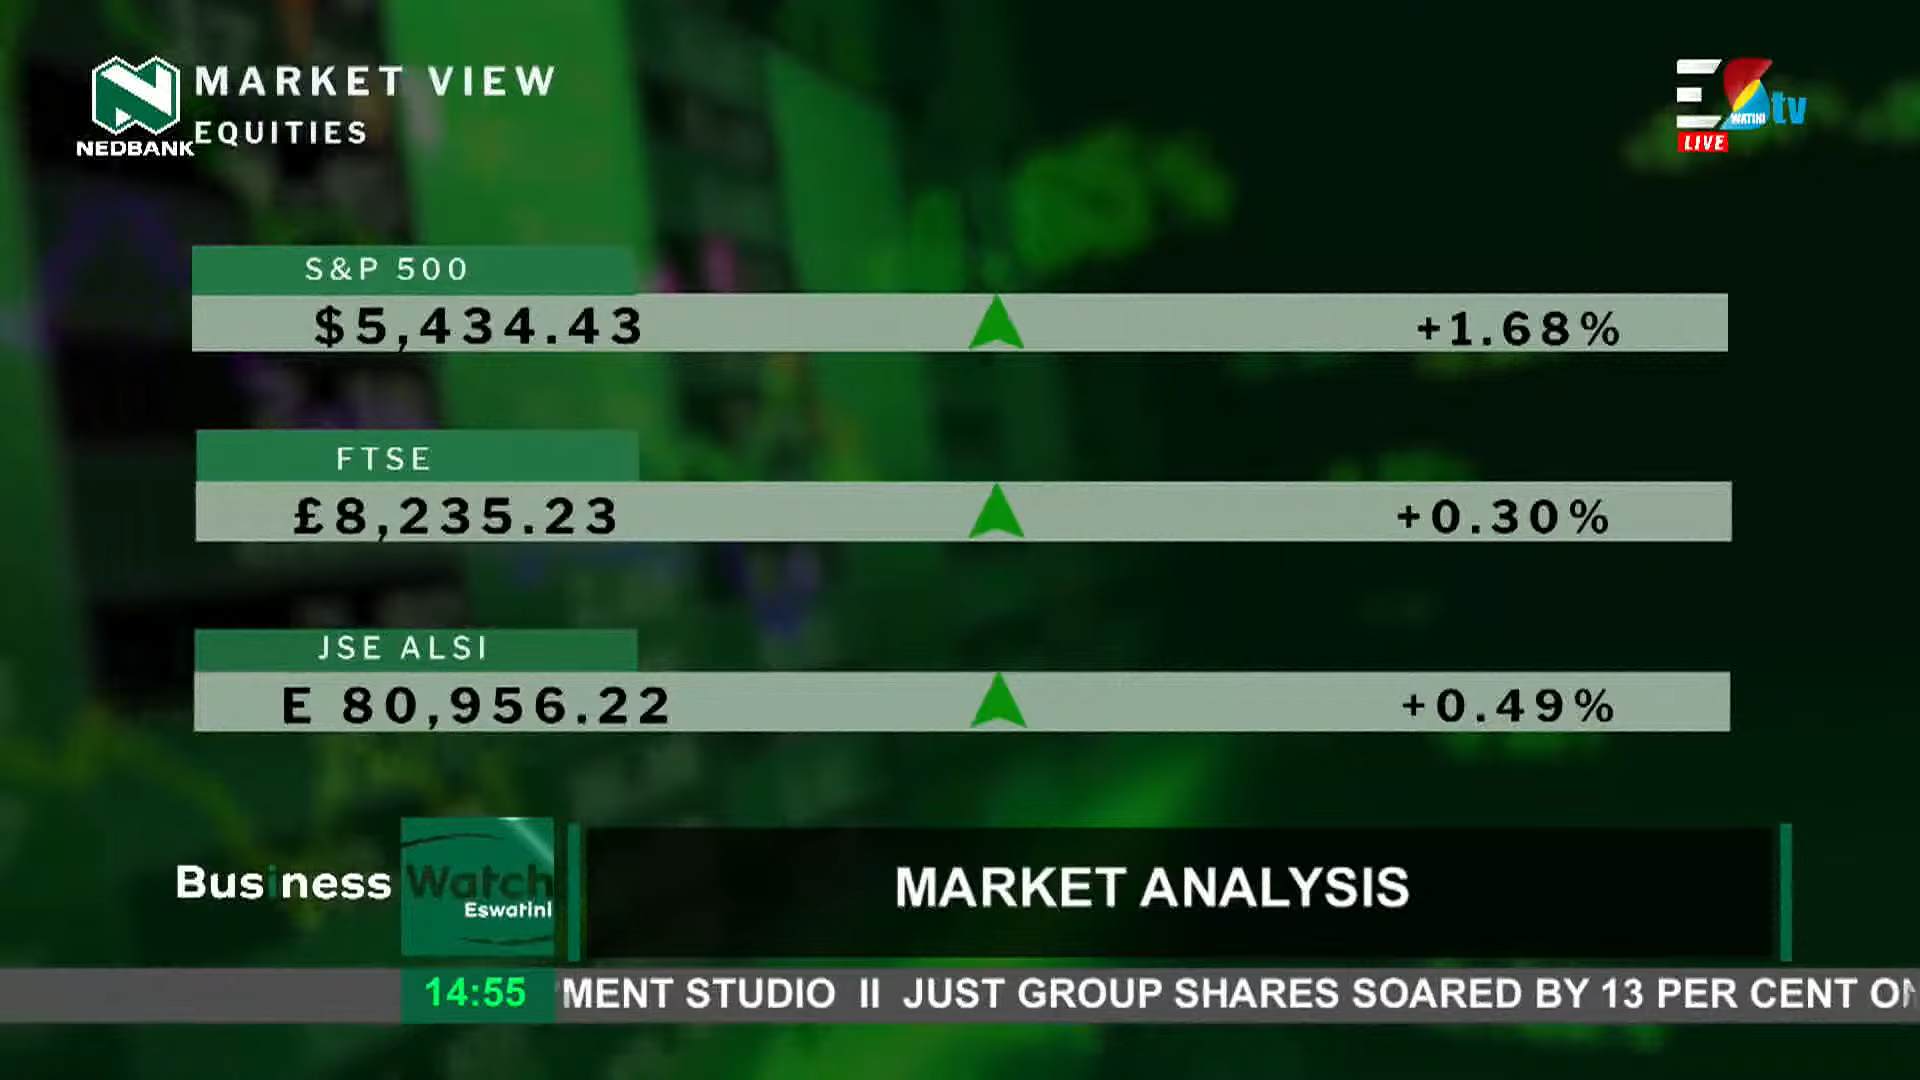 MARKET VIEW
EQUITIES
NEDBANK
ESWATINI tv
LIVE
S&P 500
$5,434.43
+1.68%
FTSE
£8,235.23
+0.30%
JSE ALSI
E 80,956.22
+0.49%
Business Watch
Eswatini
MARKET ANALYSIS
14:55
MENT STUDIO II JUST GROUP SHARES SOARED BY 13 PER CENT